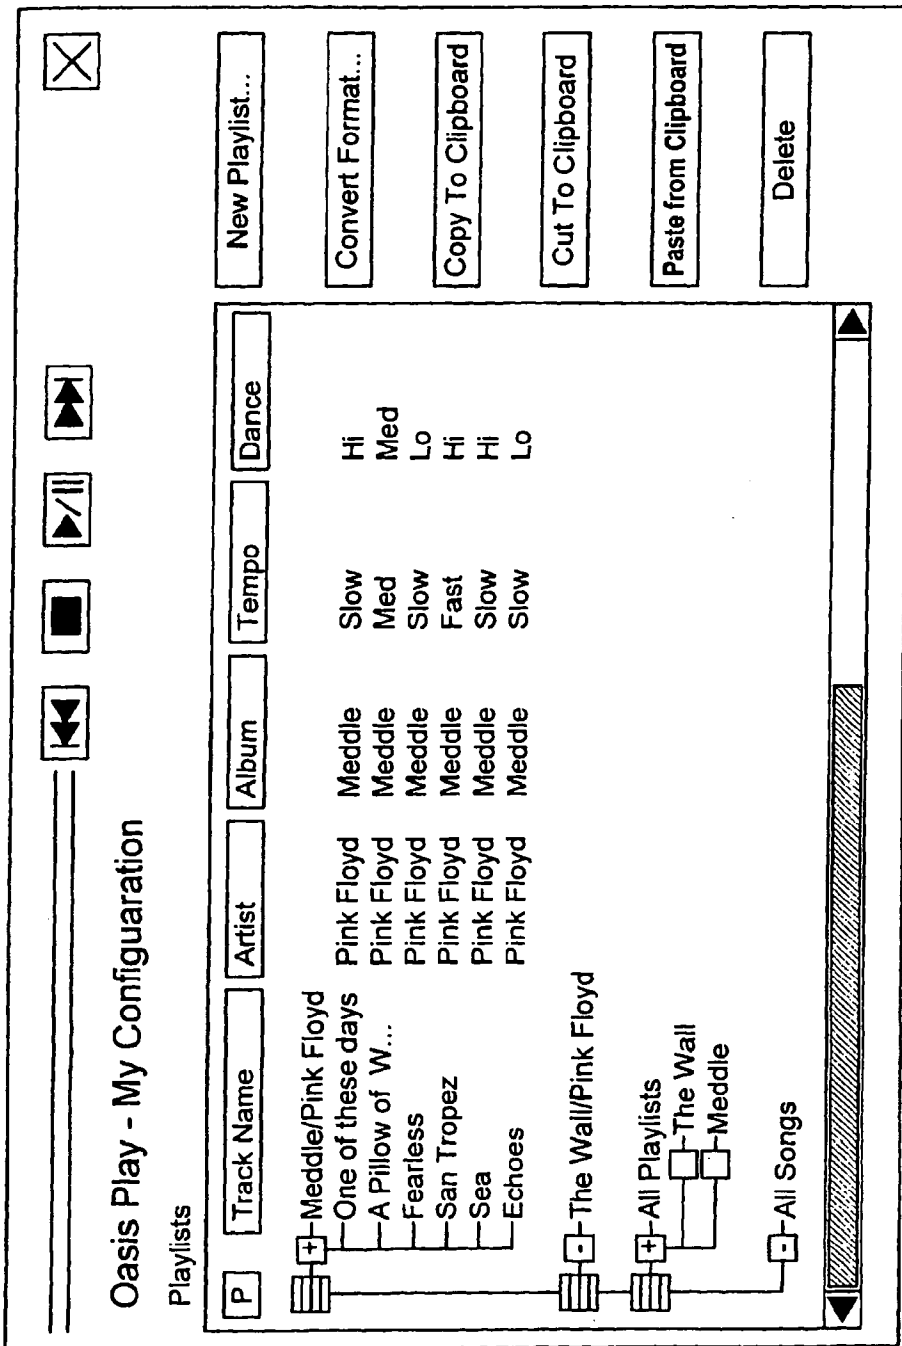 Oasis Play - My Configuaration
Playlists
P Track Name Artist Album Tempo Dance
+ Meddle/Pink Floyd
One of these days Pink Floyd Meddle Slow Hi
A Pillow of W... Pink Floyd Meddle Med Med
Fearless Pink Floyd Meddle Slow Lo
San Tropez Pink Floyd Meddle Fast Hi
Sea Pink Floyd Meddle Slow Hi
Echoes Pink Floyd Meddle Slow Lo
- The Wall/Pink Floyd
+ All Playlists
The Wall
Meddle
- All Songs
New Playlist...
Convert Format...
Copy To Clipboard
Cut To Clipboard
Paste from Clipboard
Delete